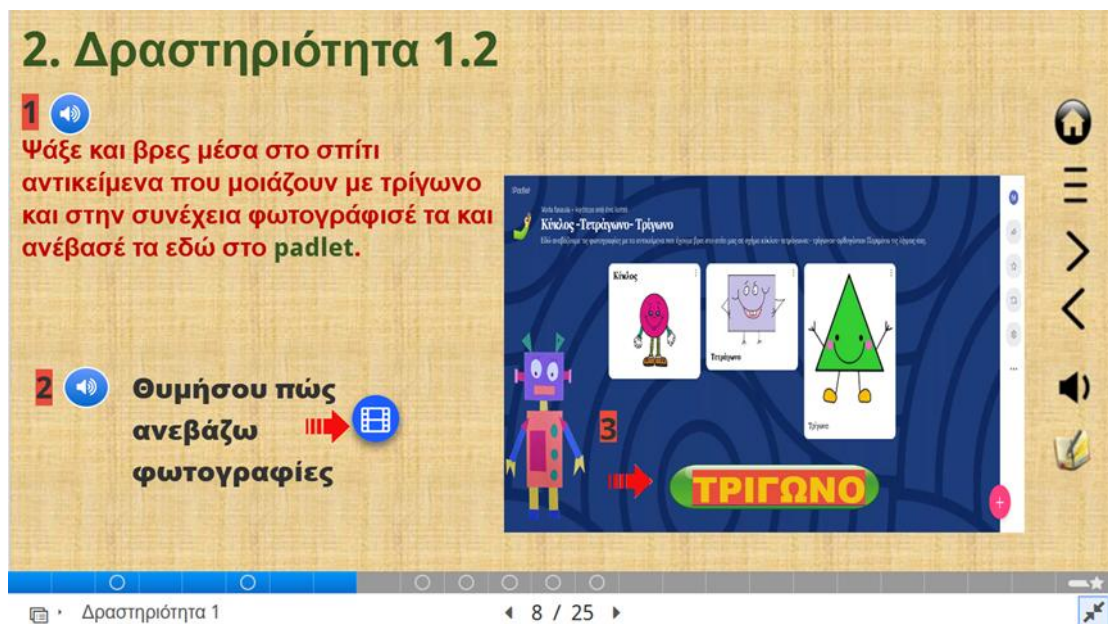 2. Δραστηριότητα 1.2
1
Ψάξε και βρες μέσα στο σπίτι
αντικείμενα που μοιάζουν με τρίγωνο
και στην συνέχεια φωτογράφισέ τα και
ανέβασέ τα εδώ στο padlet.
2
Θυμήσου πώς
ανεβάζω
φωτογραφίες
Padlet
Κύκλος -Τετράγωνο- Τρίγωνο
Κύκλος
Τετράγωνο
Τρίγωνο
3
ΤΡΙΓΩΝΟ
Δραστηριότητα 1
8 / 25